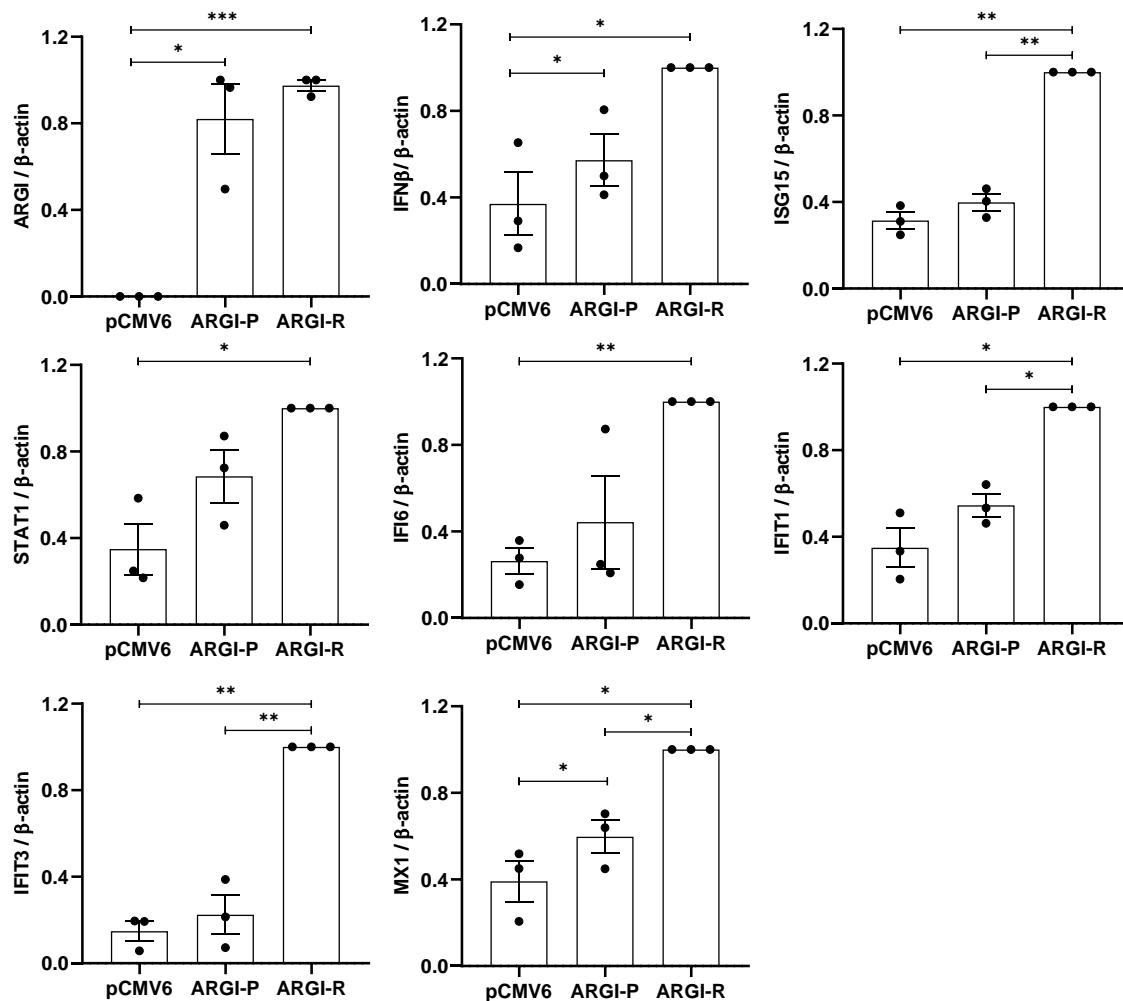 ***
*
1.2
0.8
0.4
0.0
ARGI / β-actin
pCMV6 ARGI-P ARGI-R
*
*
1.2
0.8
0.4
0.0
IFNβ/ β-actin
pCMV6 ARGI-P ARGI-R
**
**
1.2
0.8
0.4
0.0
ISG15 / β-actin
pCMV6 ARGI-P ARGI-R
*
1.2
0.8
0.4
0.0
STAT1 / β-actin
pCMV6 ARGI-P ARGI-R
**
1.2
0.8
0.4
0.0
IFI6 / β-actin
pCMV6 ARGI-P ARGI-R
*
*
1.2
0.8
0.4
0.0
IFIT1 / β-actin
pCMV6 ARGI-P ARGI-R
**
**
1.2
0.8
0.4
0.0
IFIT3 / β-actin
pCMV6 ARGI-P ARGI-R
*
*
*
1.2
0.8
0.4
0.0
MX1 / β-actin
pCMV6 ARGI-P ARGI-R